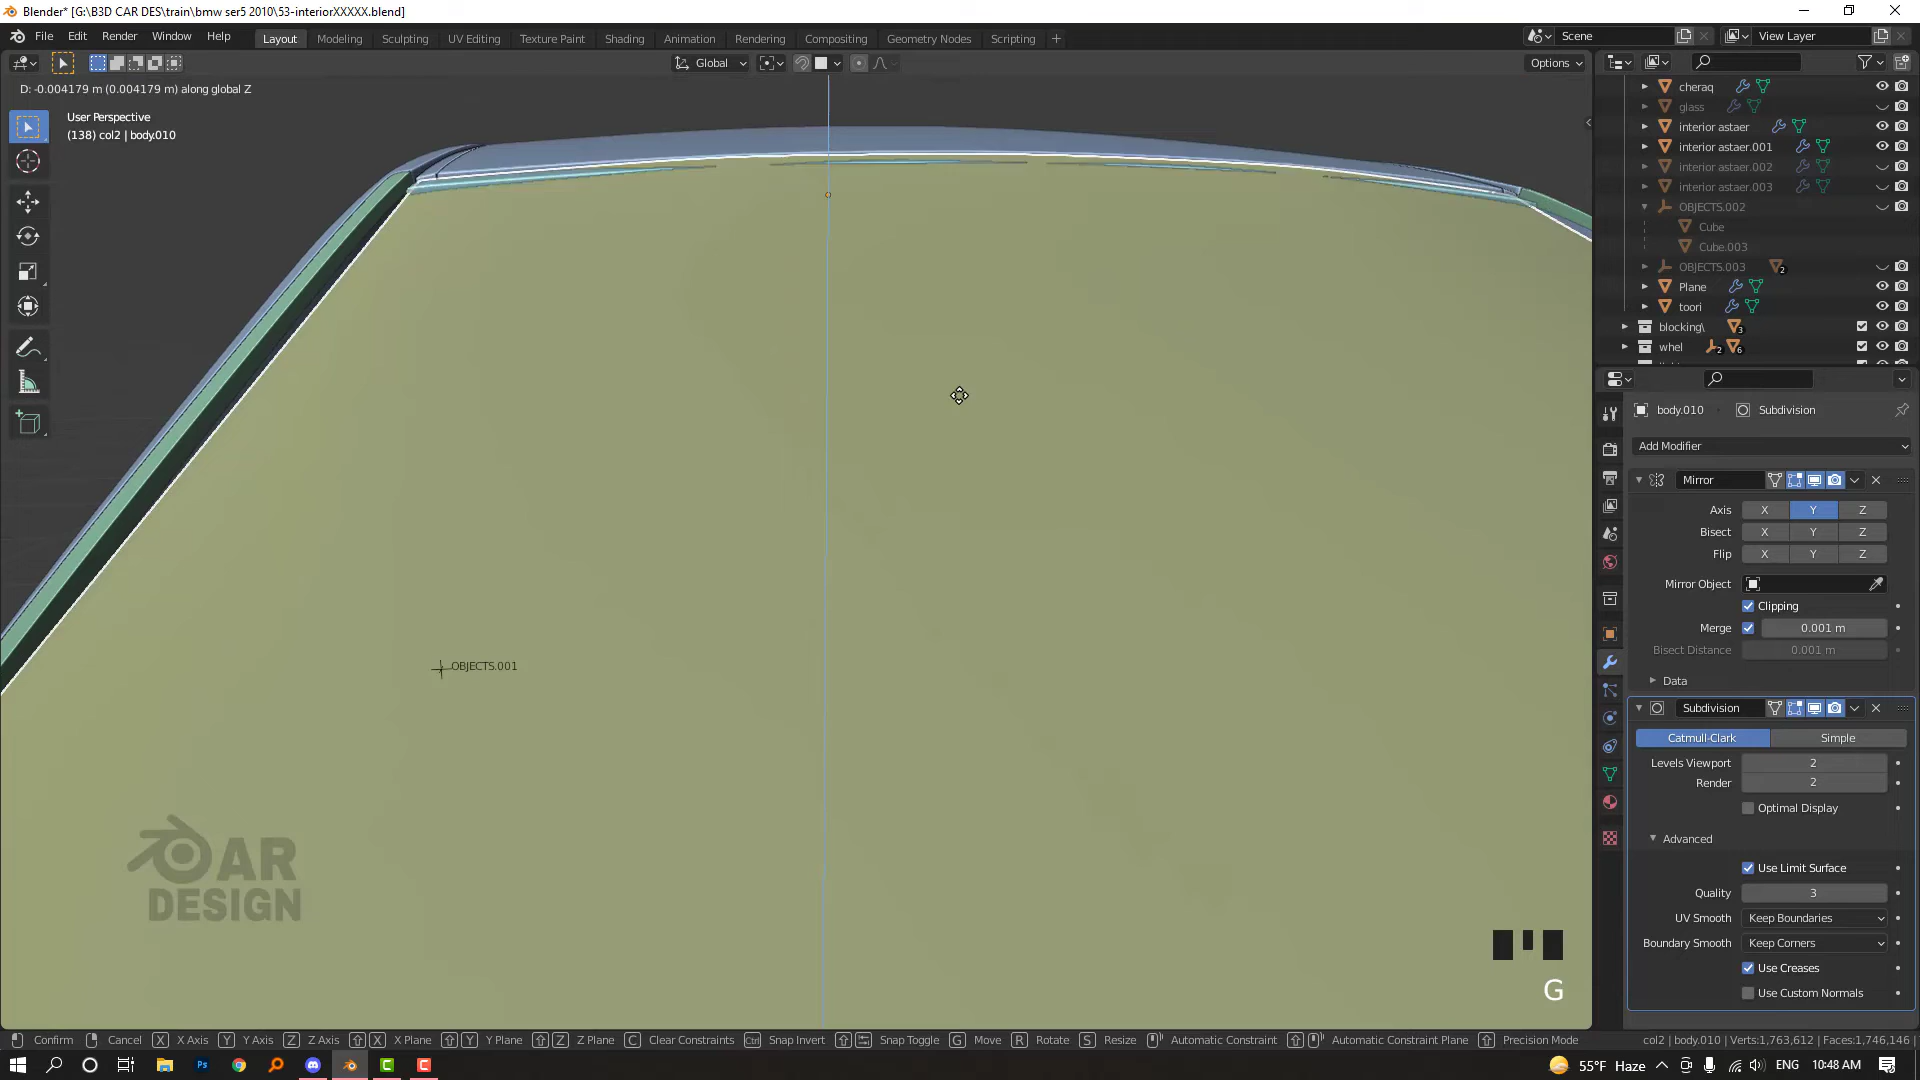 Blender* [G:\B3D CAR DES\train\bmw ser5 2010\53-interiorXXXXX.blend]
File Edit Render Window Help Layout Modeling Sculpting UV Editing Texture Paint Shading Animation Rendering Compositing Geometry Nodes Scripting + Scene View Layer
Global Options
D: -0.004179 m (0.004179 m) along global Z
User Perspective
(138) col2 | body.010
cheraq
glass
interior astaer
interior astaer.001
interior astaer.002
interior astaer.003
OBJECTS.002
Cube
Cube.003
OBJECTS.003 2
Plane
toori
blocking\ 3
whel 2 6
body.010 Subdivision
Add Modifier
Mirror
Axis X Y Z
Bisect X Y Z
Flip X Y Z
Mirror Object
Clipping
Merge 0.001 m
Bisect Distance 0.001 m
Data
Subdivision
Catmull-Clark Simple
Levels Viewport 2
Render 2
Optimal Display
Advanced
Use Limit Surface
Quality 3
UV Smooth Keep Boundaries
Boundary Smooth Keep Corners
Use Creases
Use Custom Normals
OBJECTS.001
AR
DESIGN
G
Confirm Cancel X X Axis Y Y Axis Z Z Axis X X Plane Y Y Plane Z Z Plane C Clear Constraints Ctrl Snap Invert Snap Toggle G Move R Rotate S Resize Automatic Constraint Automatic Constraint Plane Precision Mode col2 | body.010 | Verts:1,763,612 | Faces:1,746,146 |
Ps 55°F Haze ENG 10:48 AM